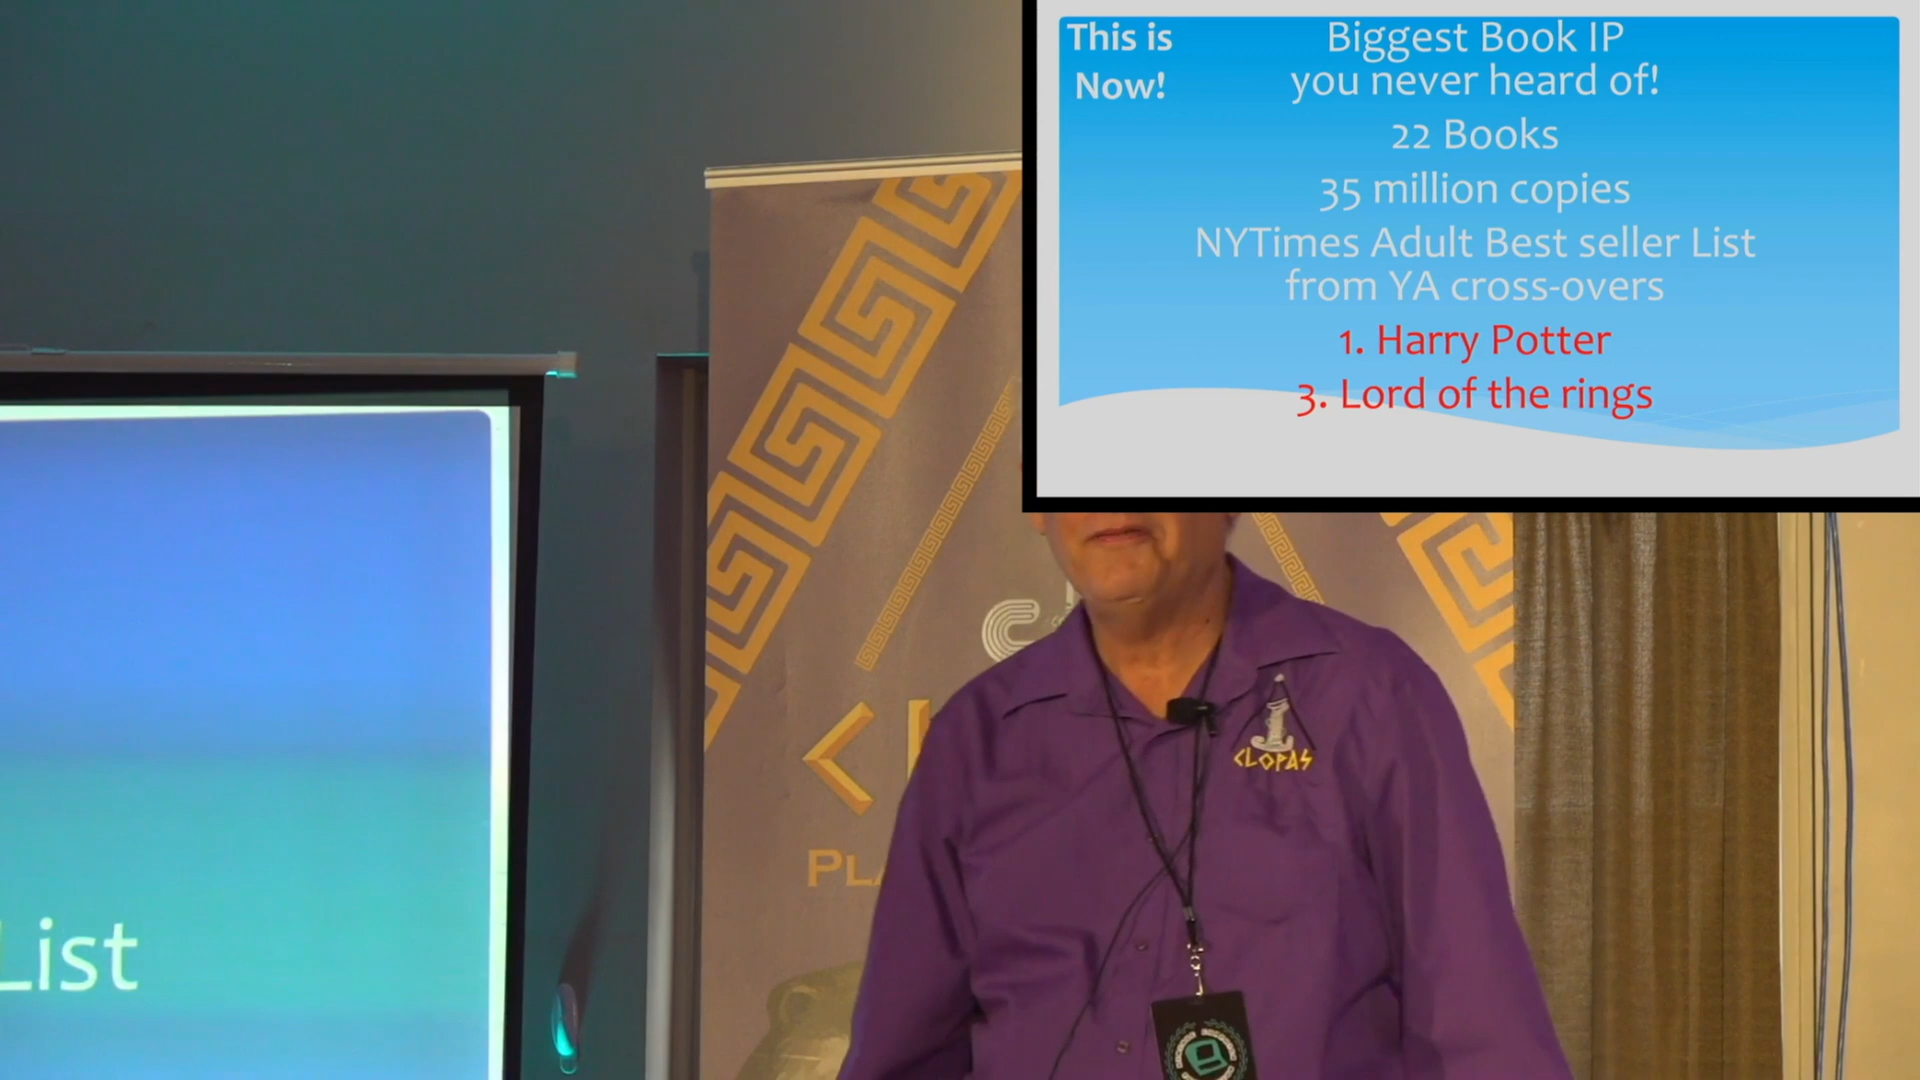 This is
Now!
Biggest Book IP
you never heard of!
22 Books
35 million copies
NYTimes Adult Best seller List
from YA cross-overs
1. Harry Potter
3. Lord of the rings
List
CLOPAS